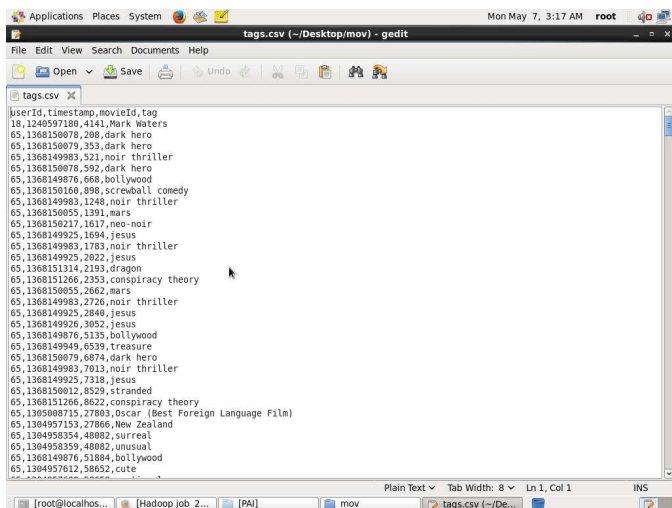 Applications Places System Mon May 7, 3:17 AM root
tags.csv (~/Desktop/mov) - gedit
File Edit View Search Documents Help
Open Save Undo
tags.csv
userId,timestamp,movieId,tag
18,1240597180,4141,Mark Waters
65,1368150078,208,dark hero
65,1368150079,353,dark hero
65,1368149983,521,noir thriller
65,1368150078,592,dark hero
65,1368149876,668,bollywood
65,1368150160,898,screwball comedy
65,1368149983,1248,noir thriller
65,1368150055,1391,mars
65,1368150217,1617,neo-noir
65,1368149925,1694,jesus
65,1368149983,1783,noir thriller
65,1368149925,2022,jesus
65,1368151314,2193,dragon
65,1368151266,2353,conspiracy theory
65,1368150055,2662,mars
65,1368149983,2726,noir thriller
65,1368149925,2840,jesus
65,1368149926,3052,jesus
65,1368149876,5135,bollywood
65,1368149949,6539,treasure
65,1368150079,6874,dark hero
65,1368149983,7013,noir thriller
65,1368149925,7318,jesus
65,1368150012,8529,stranded
65,1368151266,8622,conspiracy theory
65,1305008715,27803,Oscar (Best Foreign Language Film)
65,1304957153,27866,New Zealand
65,1304958354,48082,surreal
65,1304958359,48082,unusual
65,1368149876,51884,bollywood
65,1304957612,58652,cute
Plain Text Tab Width: 8 Ln 1, Col 1 INS
[root@localhos... [Hadoop job_2... [PAI] mov tags.csv (~/De...